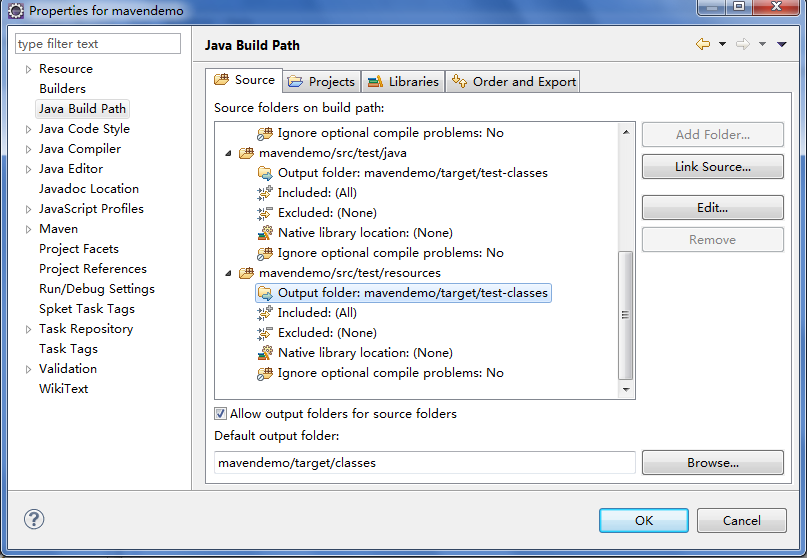 Properties for mavendemo
type filter text
Resource
Builders
Java Build Path
Java Code Style
Java Compiler
Java Editor
Javadoc Location
JavaScript Profiles
Maven
Project Facets
Project References
Run/Debug Settings
Spket Task Tags
Task Repository
Task Tags
Validation
WikiText
Java Build Path
Source
Projects
Libraries
Order and Export
Source folders on build path:
Ignore optional compile problems: No
mavendemo/src/test/java
Output folder: mavendemo/target/test-classes
Included: (All)
Excluded: (None)
Native library location: (None)
Ignore optional compile problems: No
mavendemo/src/test/resources
Output folder: mavendemo/target/test-classes
Included: (All)
Excluded: (None)
Native library location: (None)
Ignore optional compile problems: No
Add Folder...
Link Source...
Edit...
Remove
Allow output folders for source folders
Default output folder:
mavendemo/target/classes
Browse...
OK
Cancel